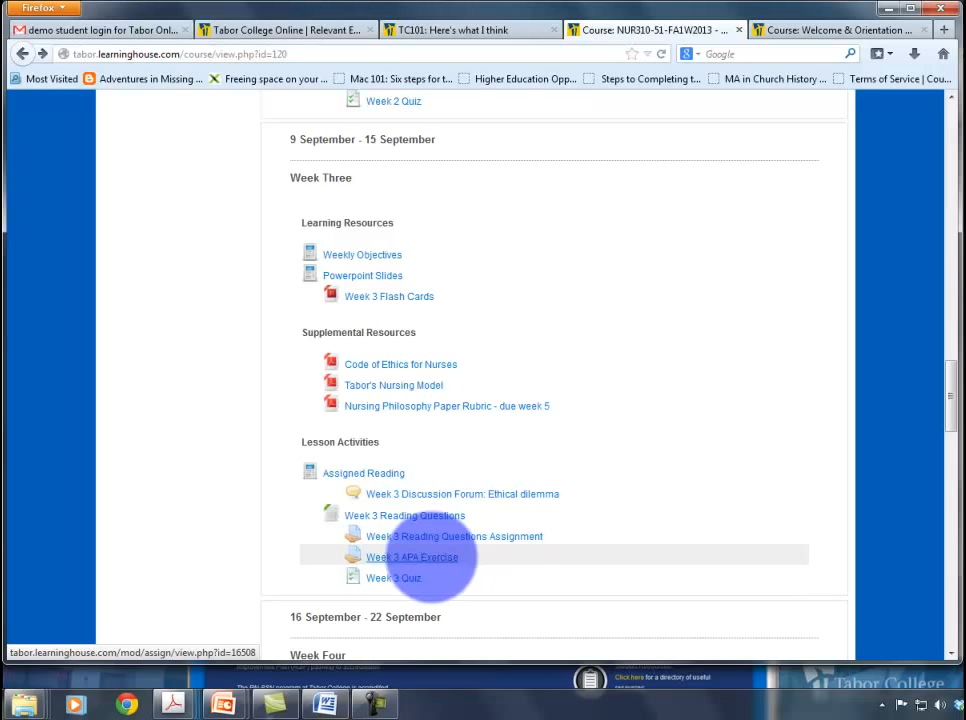 Firefox
demo student login for Tabor Onl...
Tabor College Online | Relevant E...
TC101: Here's what I think
Course: NUR310-51-FA1W2013 - ...
Course: Welcome & Orientation ...
tabor.learninghouse.com/course/view.php?id=120
Google
Most Visited
Adventures in Missing ...
Freeing space on your ...
Mac 101: Six steps for t...
Higher Education Opp...
Steps to Completing t...
MA in Church History ...
Terms of Service | Cou...
Week 2 Quiz
9 September - 15 September
Week Three
Learning Resources
Weekly Objectives
Powerpoint Slides
Week 3 Flash Cards
Supplemental Resources
Code of Ethics for Nurses
Tabor's Nursing Model
Nursing Philosophy Paper Rubric - due week 5
Lesson Activities
Assigned Reading
Week 3 Discussion Forum: Ethical dilemma
Week 3 Reading Questions
Week 3 Reading Questions Assignment
Week 3 APA Exercise
Week 3 Quiz
16 September - 22 September
Week Four
tabor.learninghouse.com/mod/assign/view.php?id=16508
Click here for a directory of useful
Tabor College